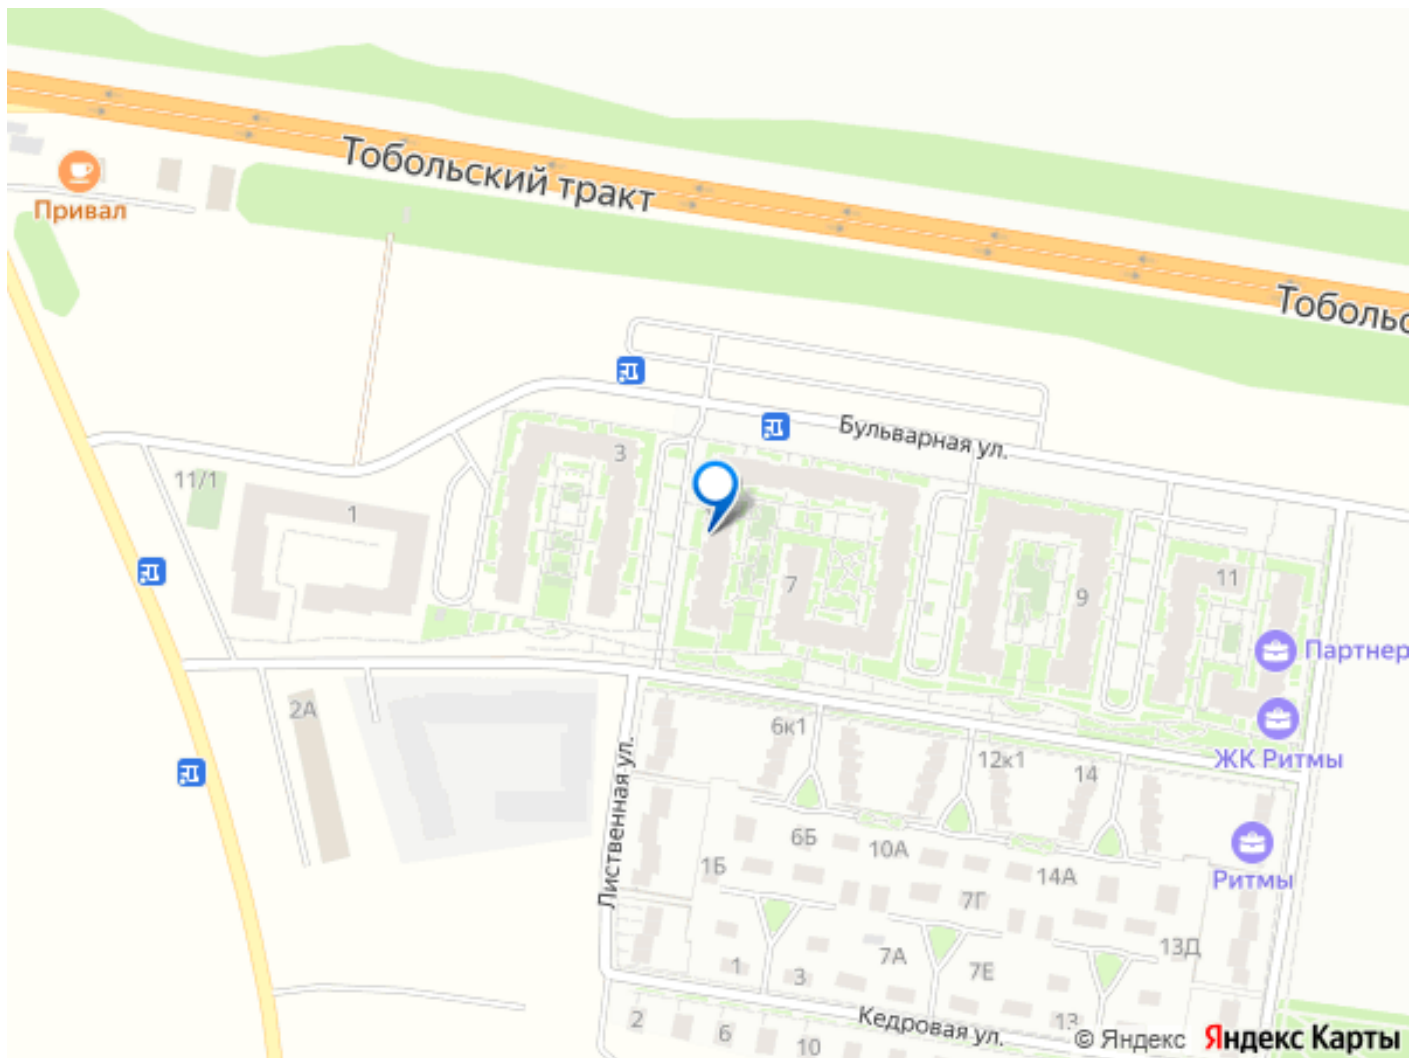 Тобольский тракт
Привал
Тобольс
Бульварная ул.
3
11/1
1
7
9
11
Партнер
2А
6к1
12к1
14
ЖК Ритмы
Лиственная ул.
6Б
10А
1Б
14А
Ритмы
7Г
13Д
7А
7Е
1
3
13
2
6
10
Кедровая ул.
© Яндекс Яндекс Карты